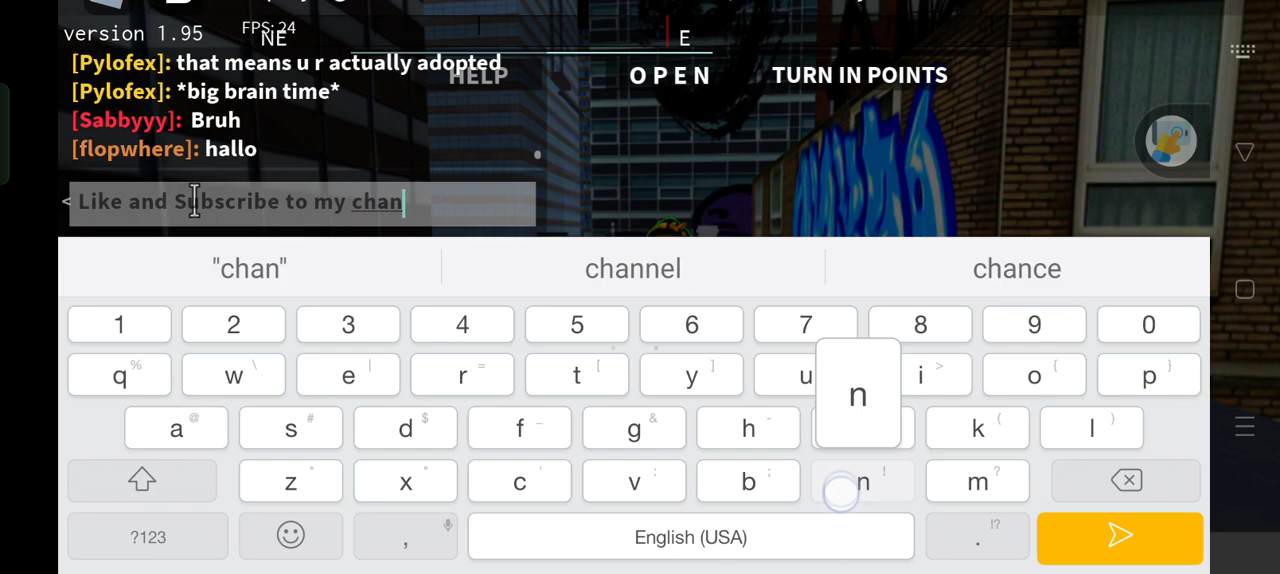 version 1.95
FPS: 24
NE
E
[Pylofex]: that means u r actually adopted
HELP
OPEN
TURN IN POINTS
[Pylofex]: *big brain time*
[Sabbyyy]: Bruh
[flopwhere]: hallo
< Like and Subscribe to my chan
"chan" channel chance
1 2 3 4 5 6 7 8 9 0
q % w \ e | r = t [ y ] u i > o { p }
n
a @ s # d $ f _ g & h - k ( l )
z * x " c ' v : b ; n ! m ?
?123 , English (USA) . !?